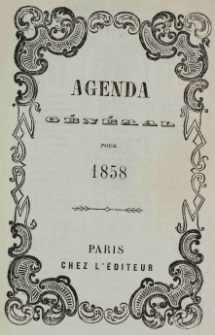 AGENDA
GÉNÉRAL
POUR
1858
PARIS
CHEZ L'ÉDITEUR